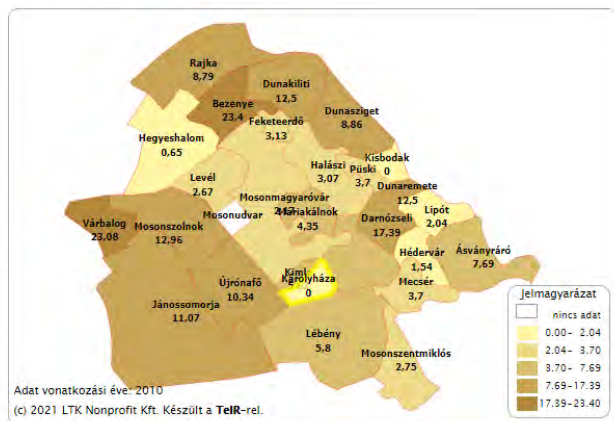 Rajka
8,79
Dunakiliti
12,5
Bezenye
23,4
Dunasziget
8,86
Feketeerdő
3,13
Hegyeshalom
0,65
Halászi
3,07
Kisbodak
0
Püski
3,7
Levél
2,67
Dunaremete
12,5
Mosonmagyaróvár
Máriakálnok
4,35
Lipót
2,04
Mosonudvar
Darnózseli
17,39
Várbalog
23,08
Mosonszolnok
12,96
Hédervár
1,54
Ásványráró
7,69
Károlyháza
0
Mecsér
3,7
Újrónafő
10,34
Jánossomorja
11,07
Lébény
5,8
Mosonszentmiklós
2,75
Jelmagyarázat
nincs adat
0.00- 2.04
2.04- 3.70
3.70- 7.69
7.69-17.39
17.39-23.40
Adat vonatkozási éve: 2010
(c) 2021 LTK Nonprofit Kft. Készült a TeIR-rel.